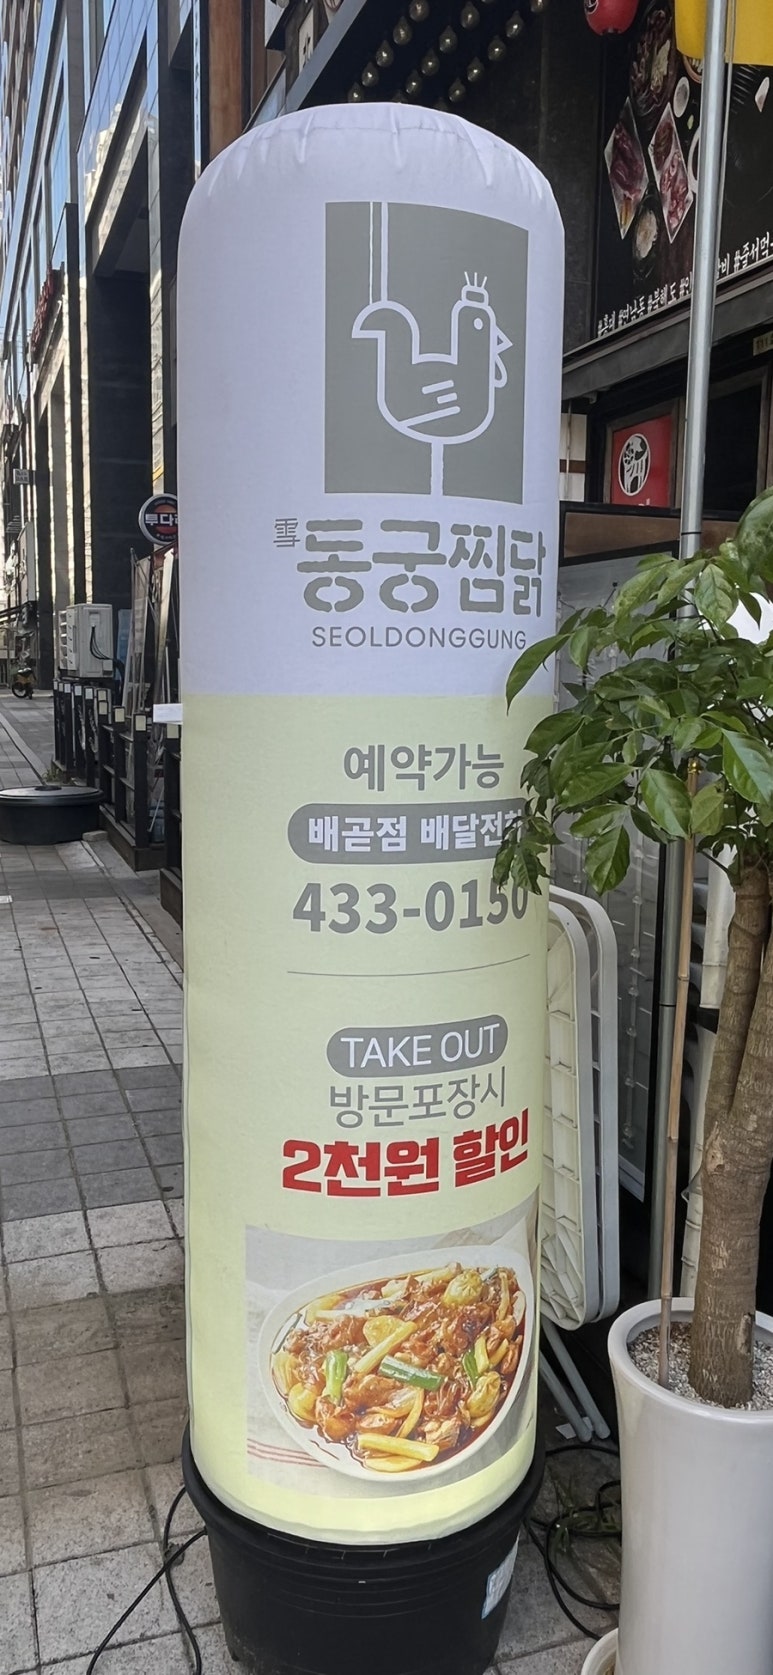 雪동궁찜닭
SEOLDONGGUNG
예약가능
배곧점 배달전화
433-0150
TAKE OUT
방문포장시
2천원 할인